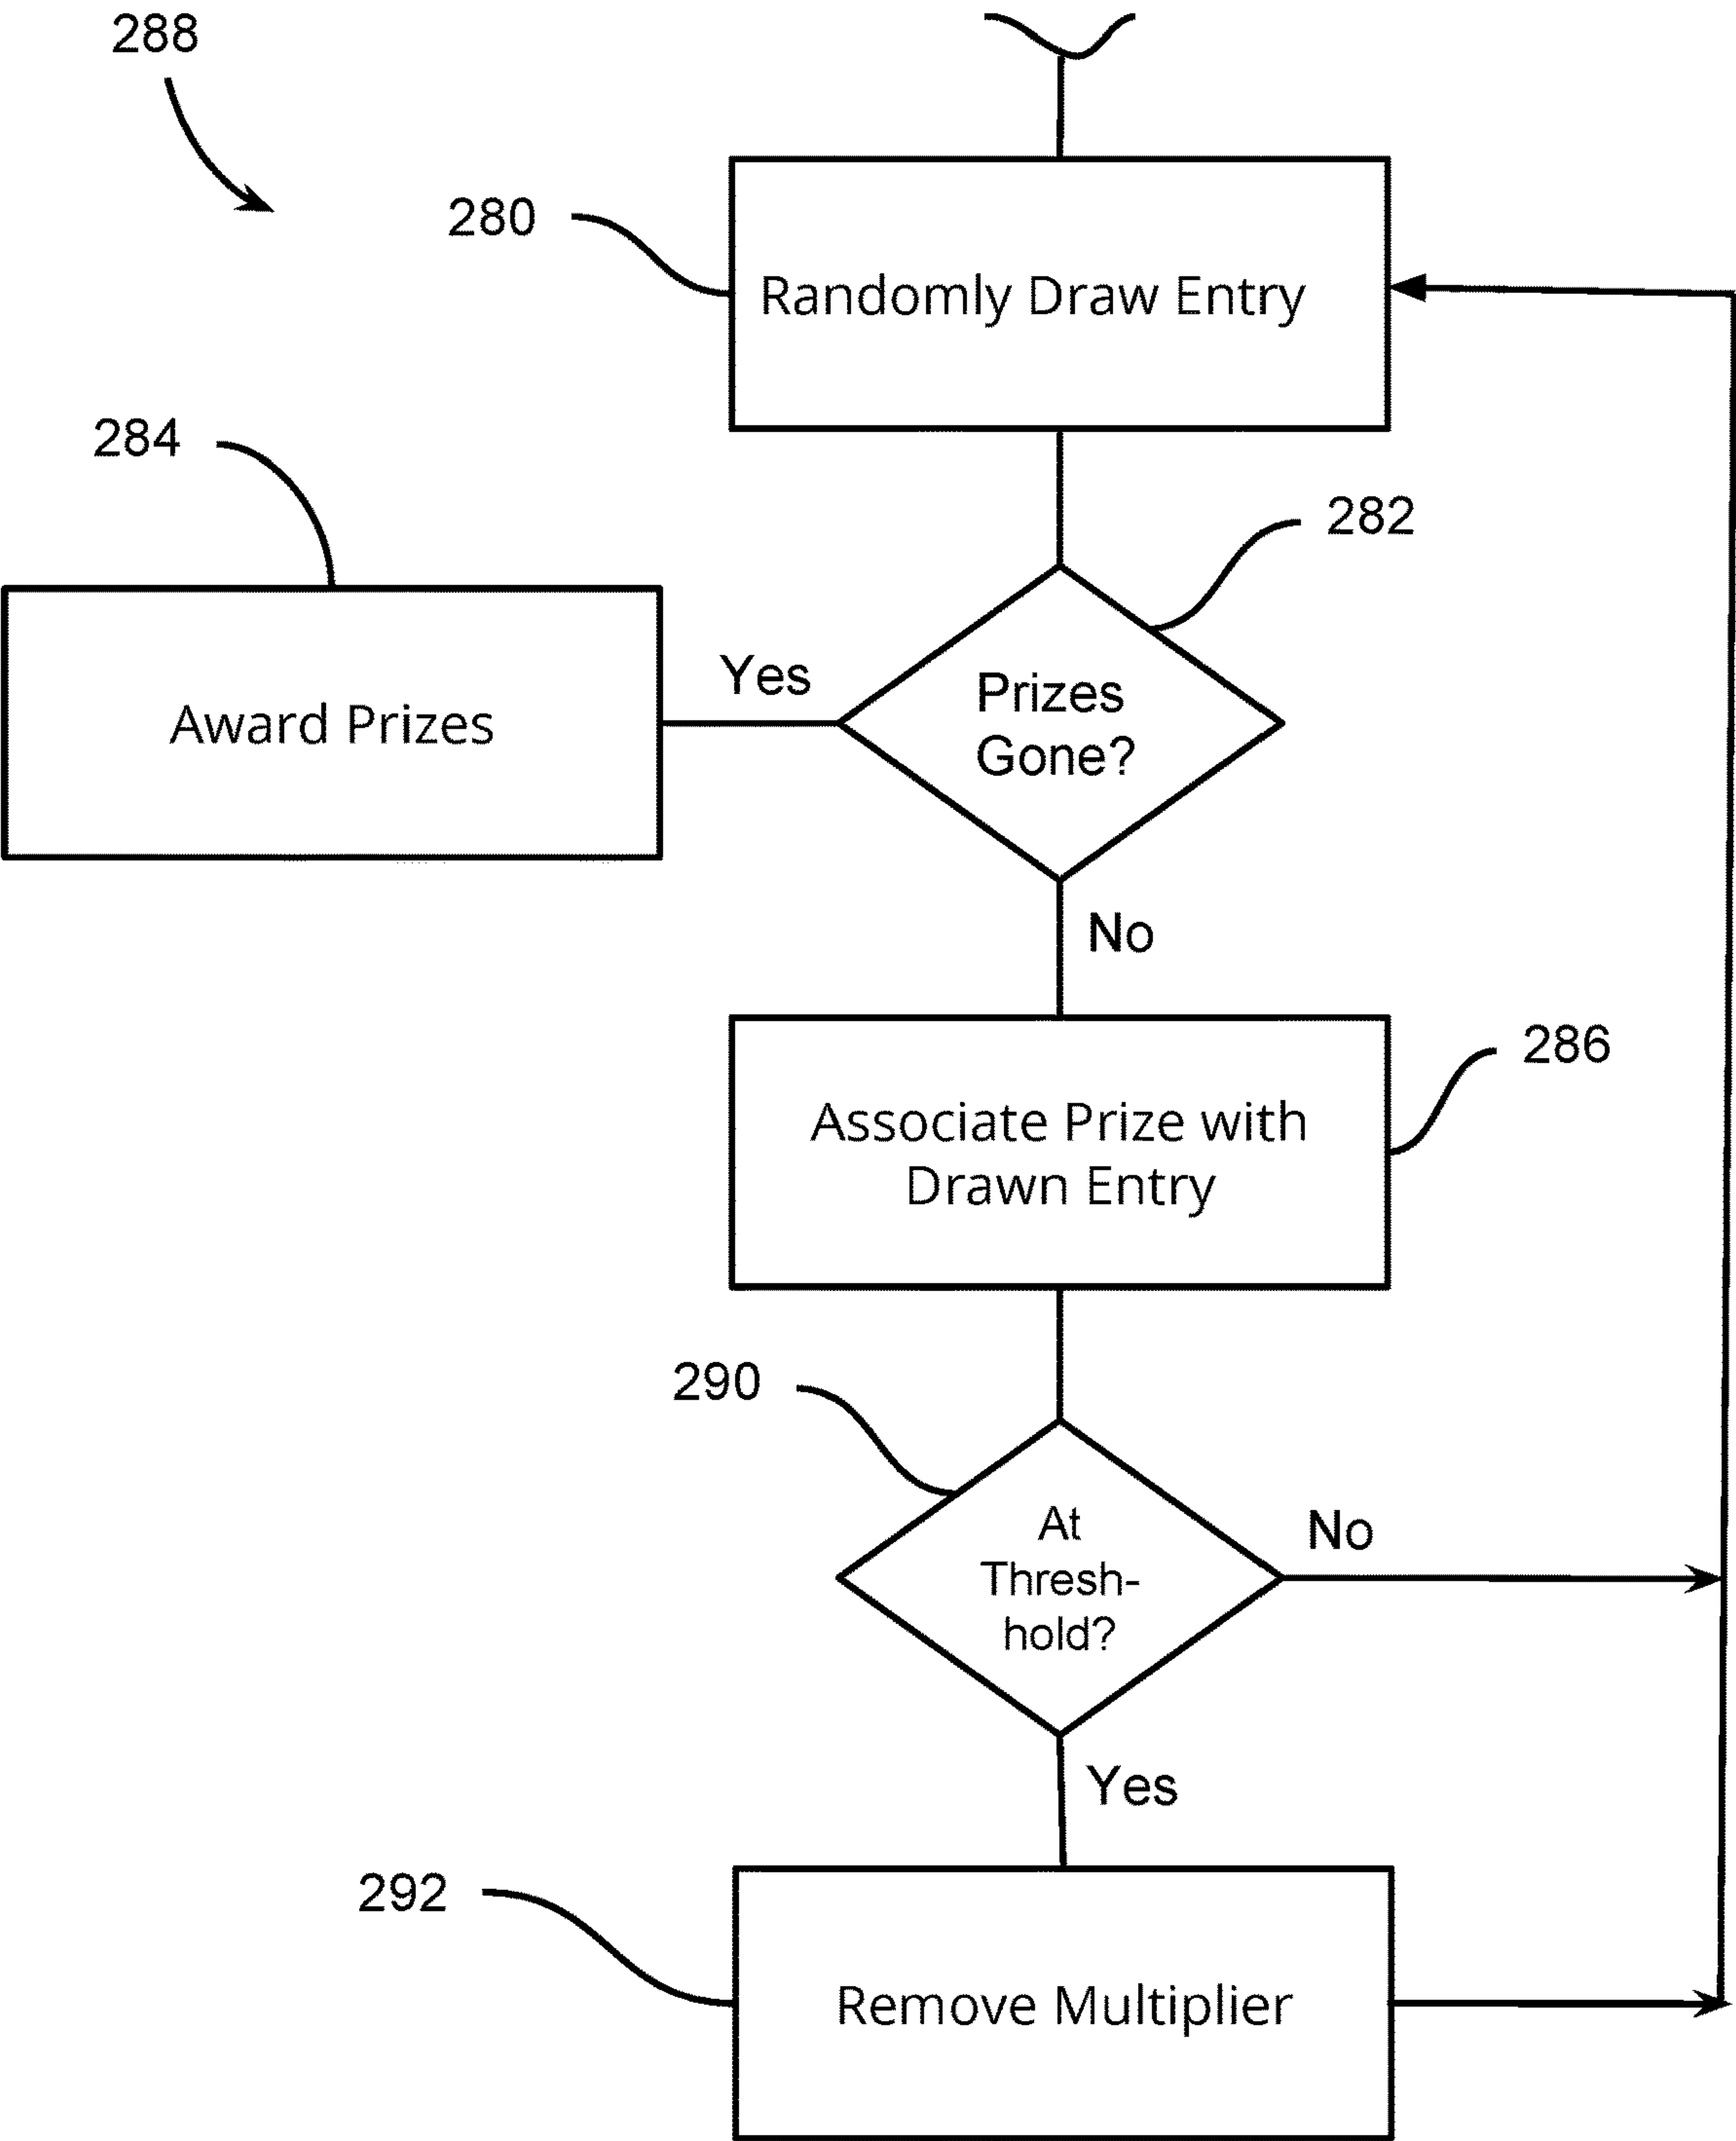 288
280
Randomly Draw Entry
284
282
Yes
Prizes
Gone?
Award Prizes
No
286
Associate Prize with
Drawn Entry
290
At
Thresh-
hold?
No
Yes
292
Remove Multiplier